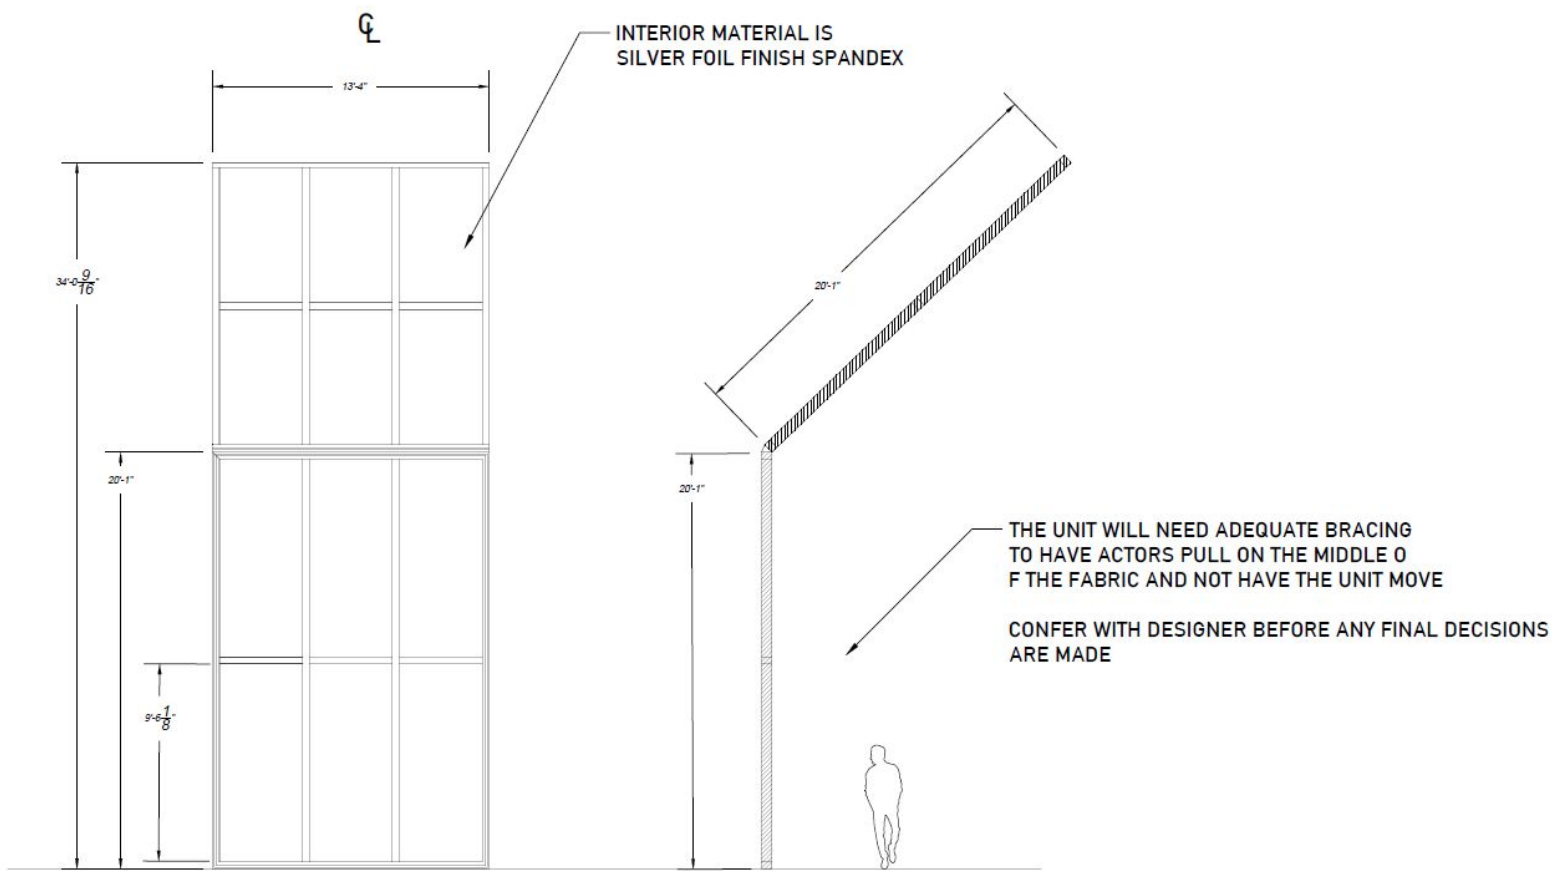 ℄
INTERIOR MATERIAL IS
SILVER FOIL FINISH SPANDEX
13'-4"
34'-0 9/16"
20'-1"
20'-1"
20'-1"
9'-6 1/8"
THE UNIT WILL NEED ADEQUATE BRACING
TO HAVE ACTORS PULL ON THE MIDDLE O
F THE FABRIC AND NOT HAVE THE UNIT MOVE
CONFER WITH DESIGNER BEFORE ANY FINAL DECISIONS
ARE MADE